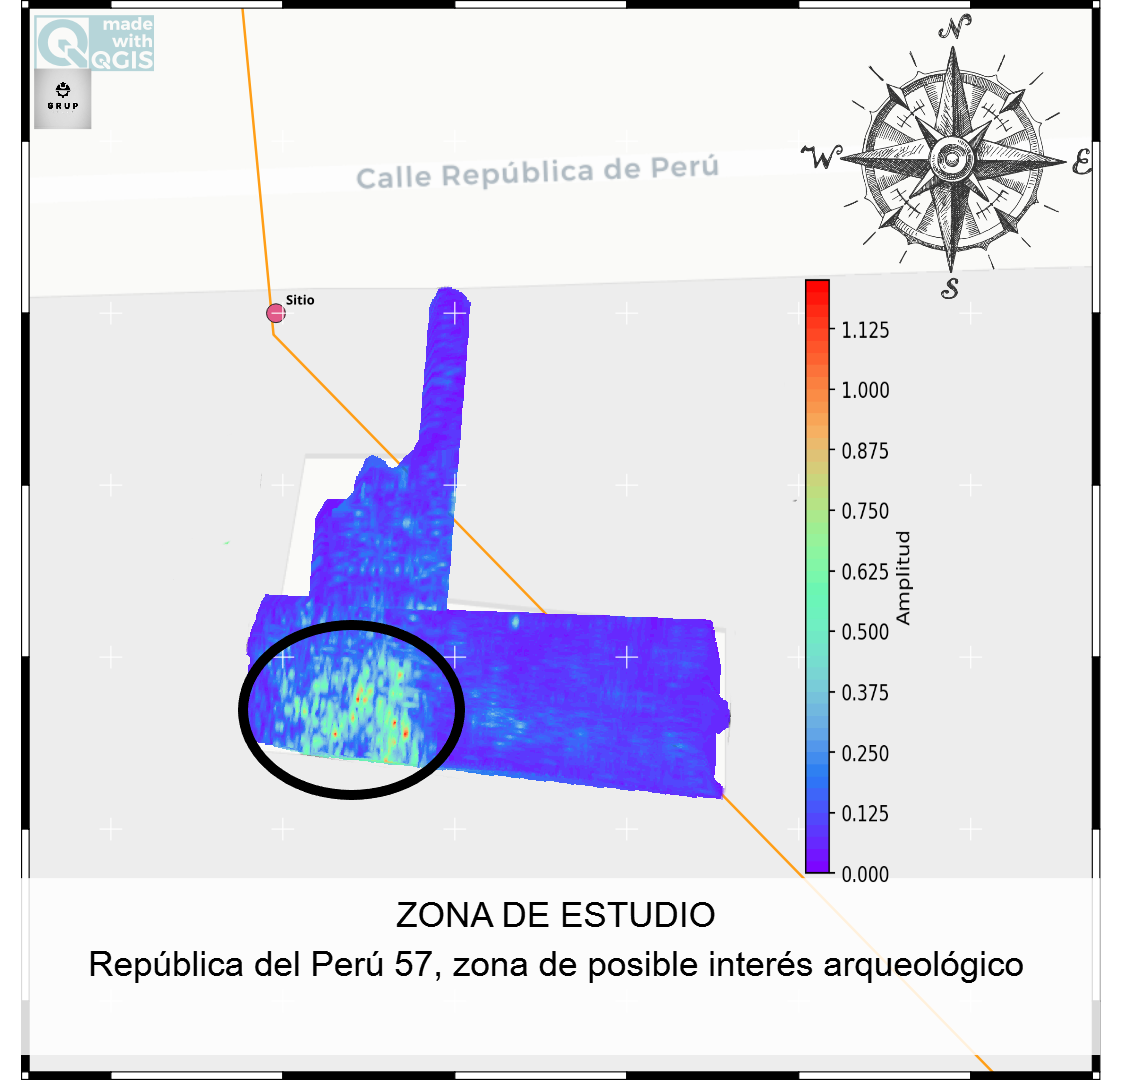 made
with
QGIS
GRUP
N
W
E
S
Calle República de Perú
Sitio
1.125
1.000
0.875
0.750
0.625
0.500
0.375
0.250
0.125
0.000
Amplitud
ZONA DE ESTUDIO
República del Perú 57, zona de posible interés arqueológico